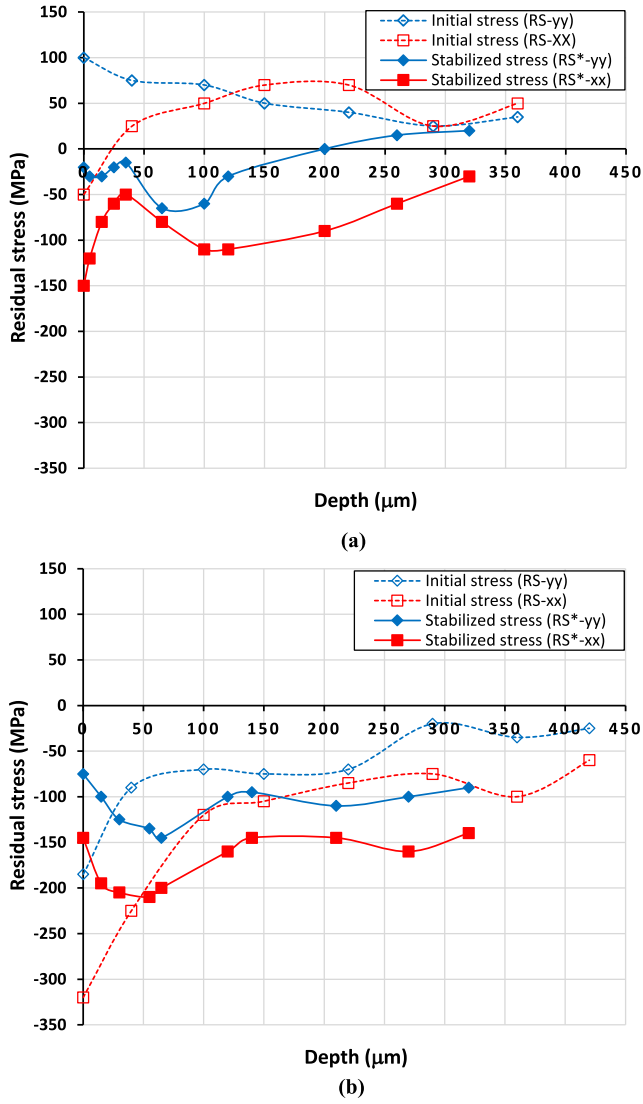 150
100
50
0
-50
-100
-150
-200
-250
-300
-350
0 50 100 150 200 250 300 350 400 450
Residual stress (MPa)
Depth (μm)
Initial stress (RS-yy)
Initial stress (RS-XX)
Stabilized stress (RS*-yy)
Stabilized stress (RS*-xx)
(a)
150
100
50
0
-50
-100
-150
-200
-250
-300
-350
0 50 100 150 200 250 300 350 400 450
Residual stress (MPa)
Depth (μm)
Initial stress (RS-yy)
Initial stress (RS-xx)
Stabilized stress (RS*-yy)
Stabilized stress (RS*-xx)
(b)